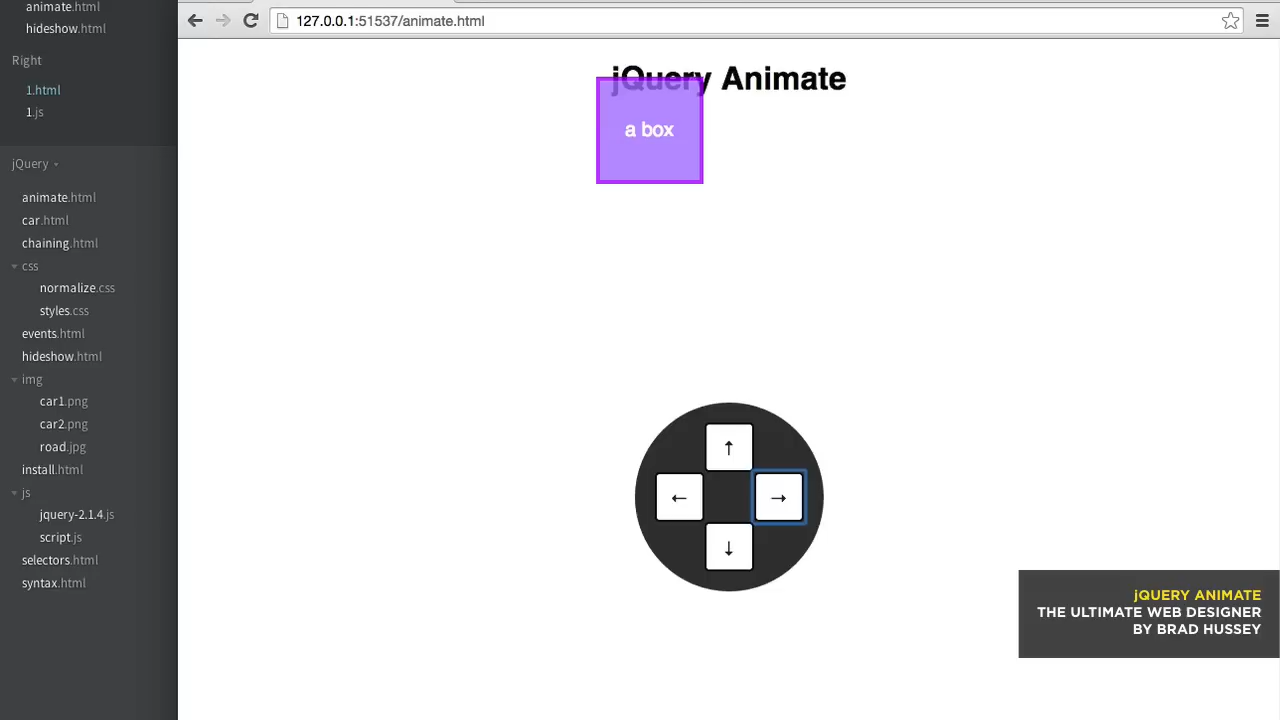 animate.html
hideshow.html
Right
1.html
1.js
jQuery
animate.html
car.html
chaining.html
css
normalize.css
styles.css
events.html
hideshow.html
img
car1.png
car2.png
road.jpg
install.html
js
jquery-2.1.4.js
script.js
selectors.html
syntax.html
127.0.0.1:51537/animate.html
jQuery Animate
a box
↑
← →
↓
jQUERY ANIMATE
THE ULTIMATE WEB DESIGNER
BY BRAD HUSSEY